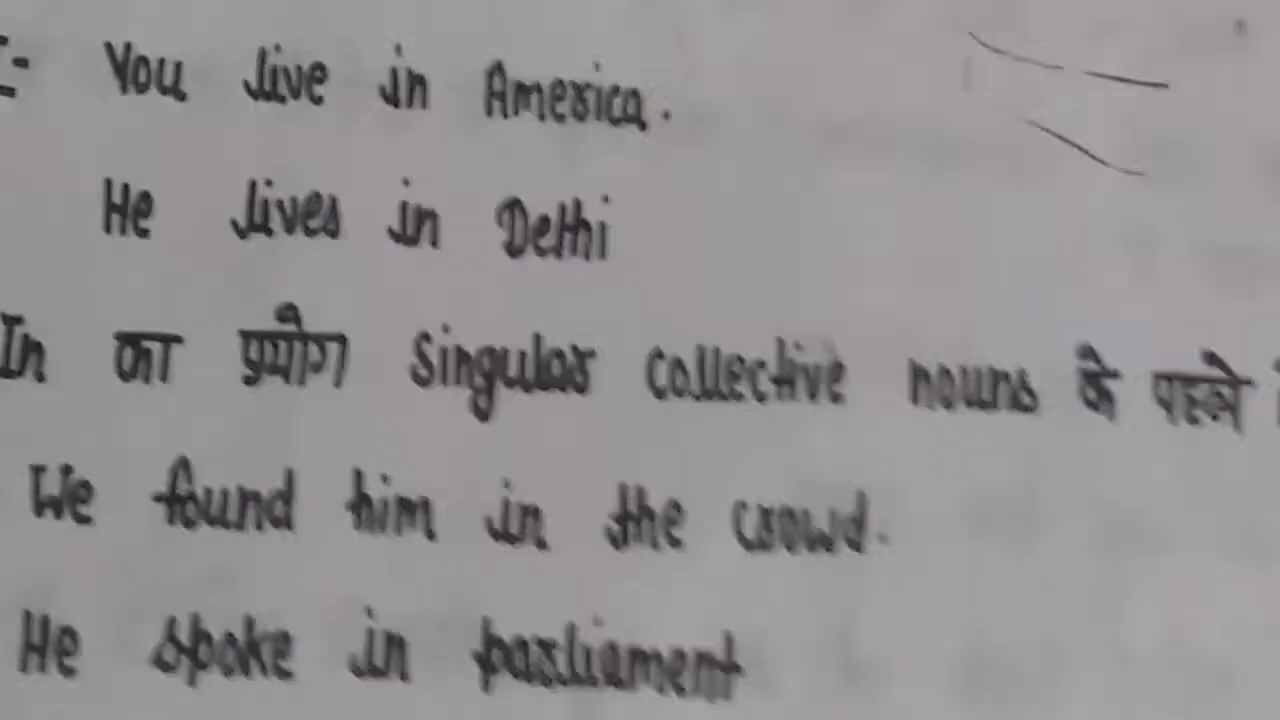 :- You live in America.
He lives in Delhi
In का प्रयोग singular collective nouns के पहले
We found him in the crowd.
He spoke in parliament